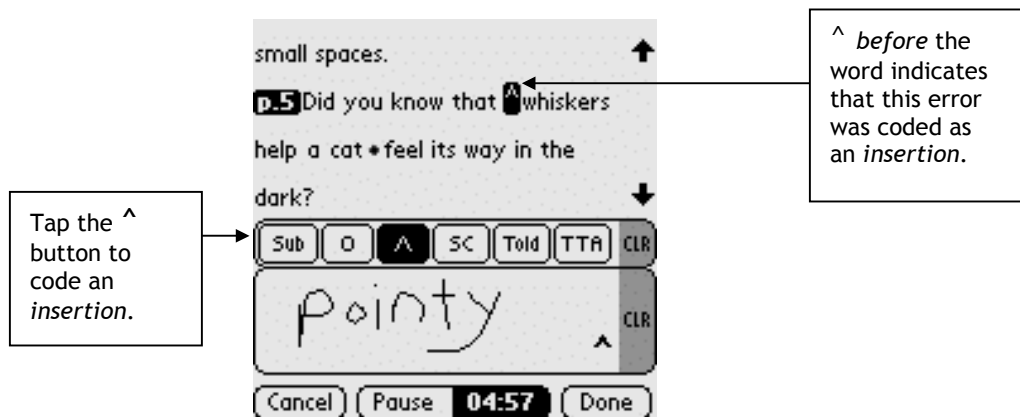 small spaces.
p.5 Did you know that ^whiskers
help a cat • feel its way in the
dark?
Sub O ^ SC Told TTA CLR
pointy
^ CLR
Cancel Pause 04:57 Done
Tap the ^
button to
code an
insertion.
^ before the
word indicates
that this error
was coded as
an insertion.